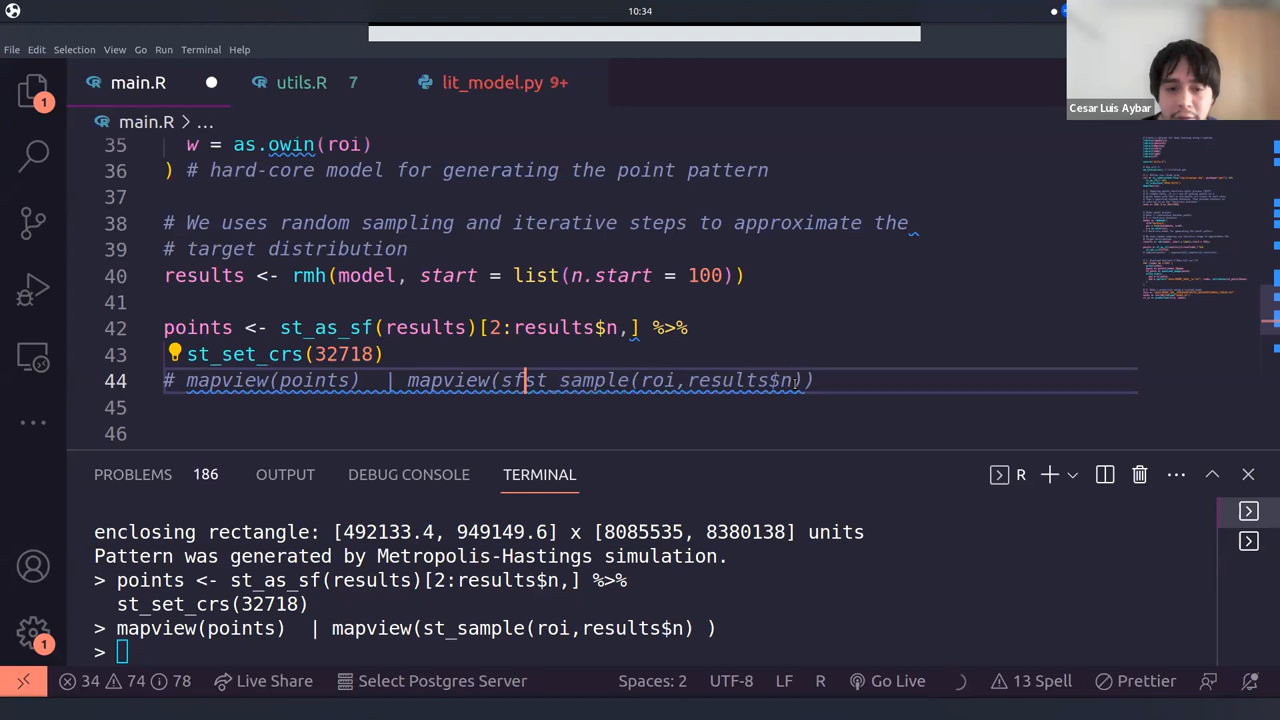 10:34
File Edit Selection View Go Run Terminal Help
main.R utils.R 7 lit_model.py 9+
Cesar Luis Aybar
main.R > ...
35 w = as.owin(roi)
36 ) # hard-core model for generating the point pattern
37
38 # We uses random sampling and iterative steps to approximate the
39 # target distribution
40 results <- rmh(model, start = list(n.start = 100))
41
42 points <- st_as_sf(results)[2:results$n,] %>%
43 st_set_crs(32718)
44 # mapview(points) | mapview(sfst_sample(roi,results$n))
45
46
1
1
PROBLEMS 186 OUTPUT DEBUG CONSOLE TERMINAL R
enclosing rectangle: [492133.4, 949149.6] x [8085535, 8380138] units
Pattern was generated by Metropolis-Hastings simulation.
> points <- st_as_sf(results)[2:results$n,] %>%
st_set_crs(32718)
> mapview(points) | mapview(st_sample(roi,results$n) )
>
34 74 78 Live Share Select Postgres Server Spaces: 2 UTF-8 LF R Go Live 13 Spell Prettier